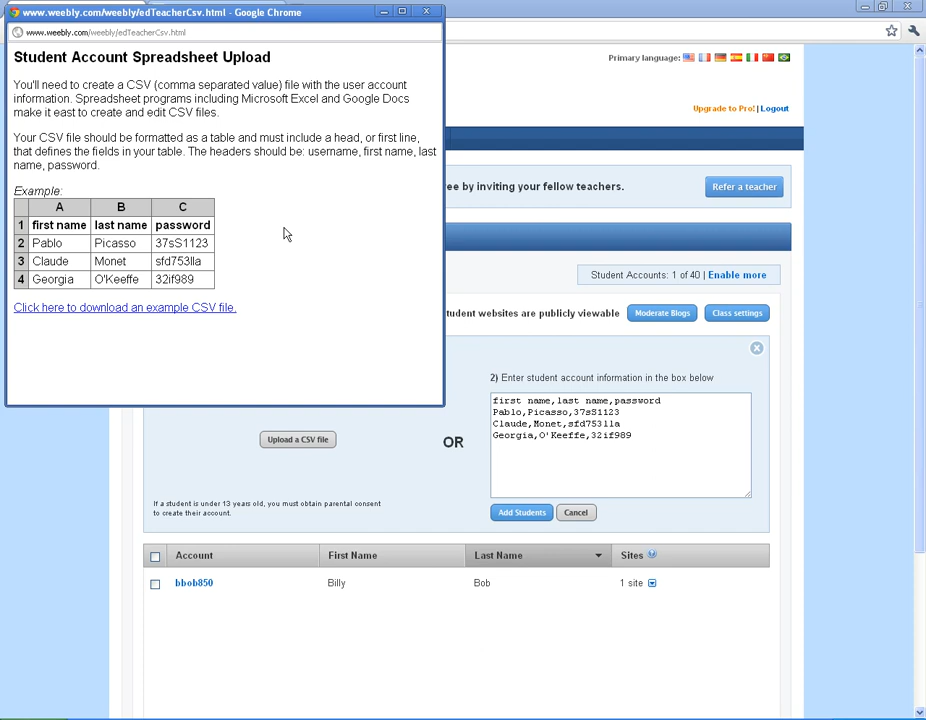 www.weebly.com/weebly/edTeacherCsv.html - Google Chrome
www.weebly.com/weebly/edTeacherCsv.html
Student Account Spreadsheet Upload
You'll need to create a CSV (comma separated value) file with the user account
information. Spreadsheet programs including Microsoft Excel and Google Docs
make it east to create and edit CSV files.
Your CSV file should be formatted as a table and must include a head, or first line,
that defines the fields in your table. The headers should be: username, first name, last
name, password.
Example:
A B C
1 first name last name password
2 Pablo Picasso 37sS1123
3 Claude Monet sfd753lla
4 Georgia O'Keeffe 32if989
Click here to download an example CSV file.
Primary language:
Upgrade to Pro! | Logout
ee by inviting your fellow teachers.
Refer a teacher
Student Accounts: 1 of 40 | Enable more
tudent websites are publicly viewable
Moderate Blogs
Class settings
2) Enter student account information in the box below
first name,last name,password
Pablo,Picasso,37sS1123
Claude,Monet,sfd753lla
Georgia,O'Keeffe,32if989
Upload a CSV file
OR
If a student is under 13 years old, you must obtain parental consent
to create their account.
Add Students
Cancel
Account First Name Last Name Sites
bbob850 Billy Bob 1 site